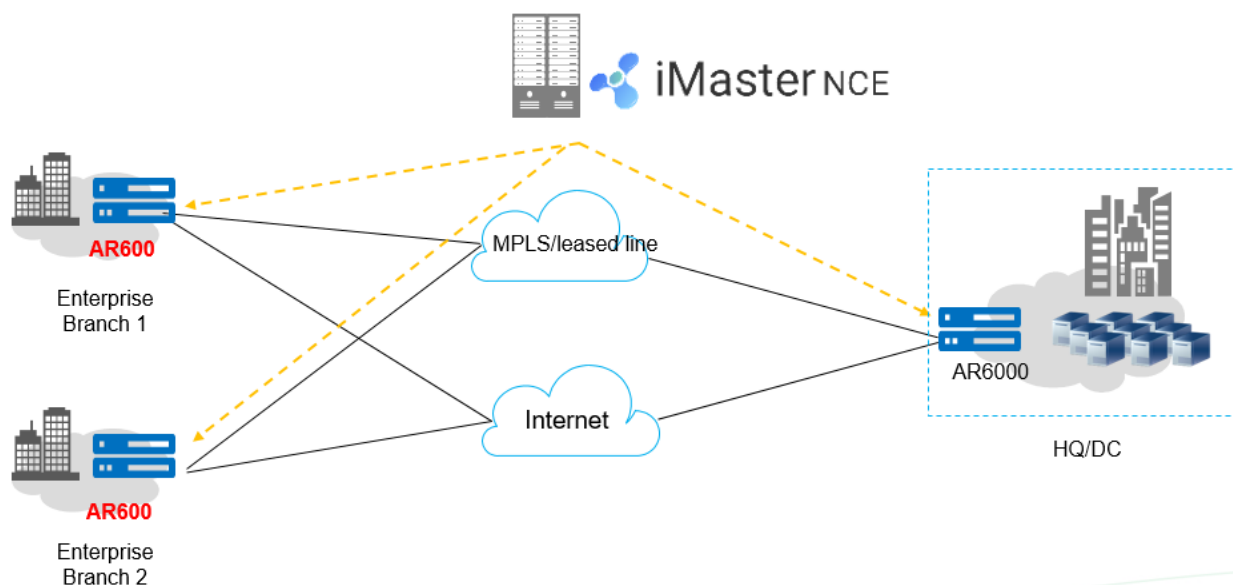 iMaster NCE
MPLS/leased line
AR600
Enterprise
Branch 1
AR6000
Internet
HQ/DC
AR600
Enterprise
Branch 2